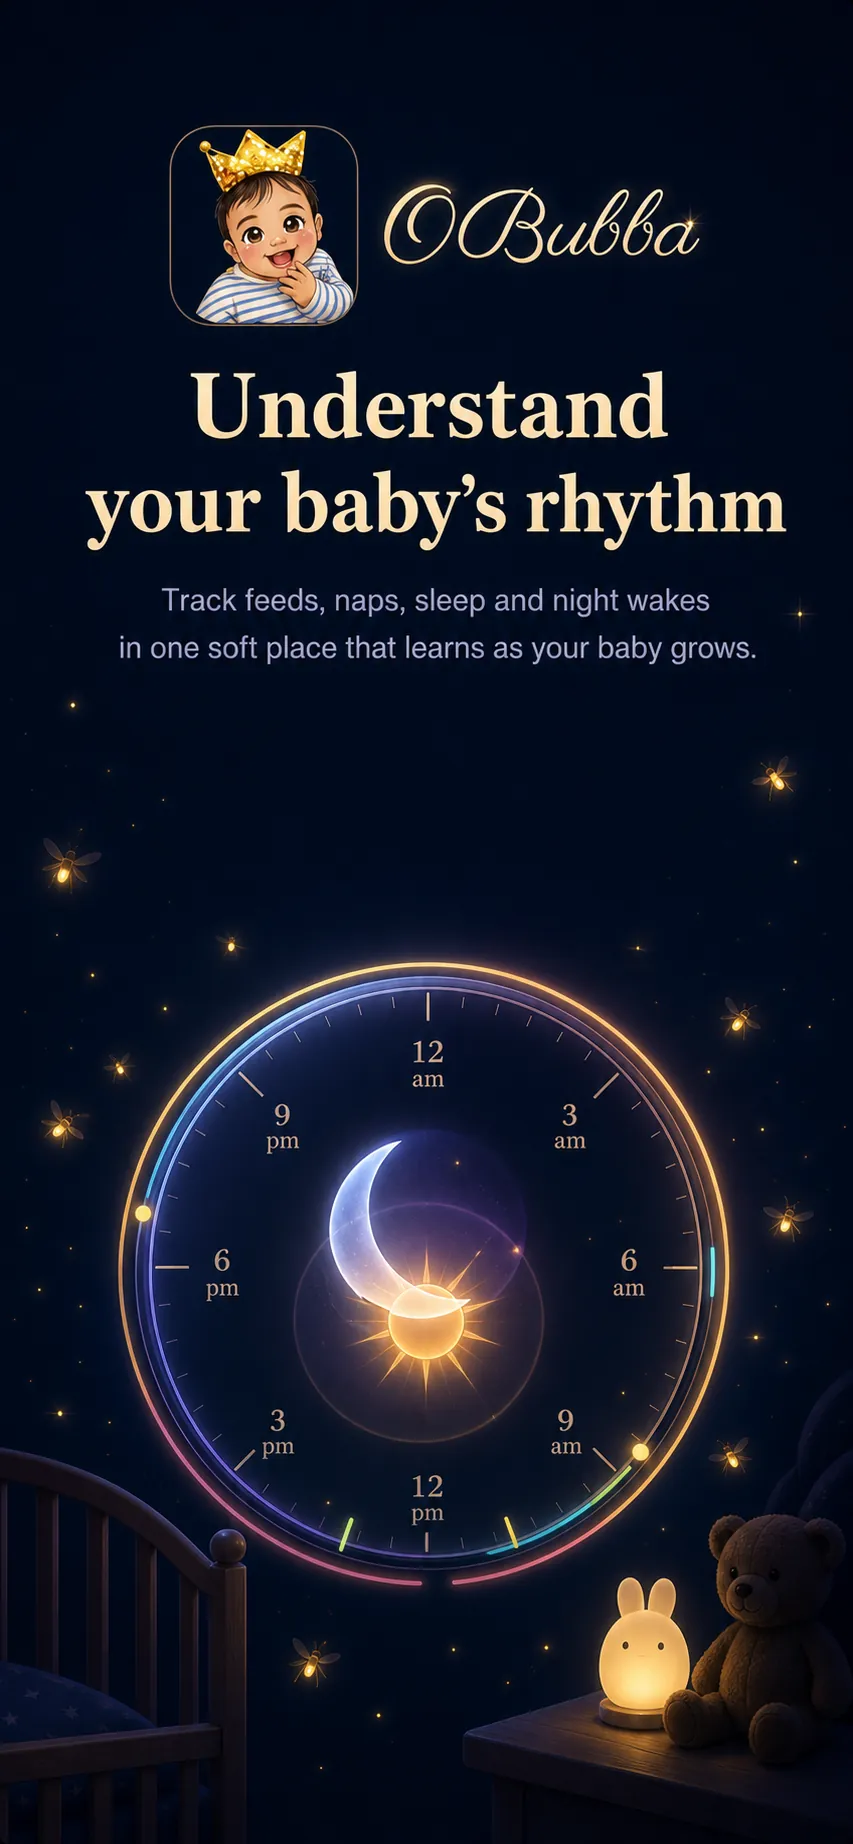 OBubba
Understand
your baby’s rhythm
Track feeds, naps, sleep and night wakes
in one soft place that learns as your baby grows.
12
am
9
pm
3
am
6
pm
6
am
3
pm
9
am
12
pm